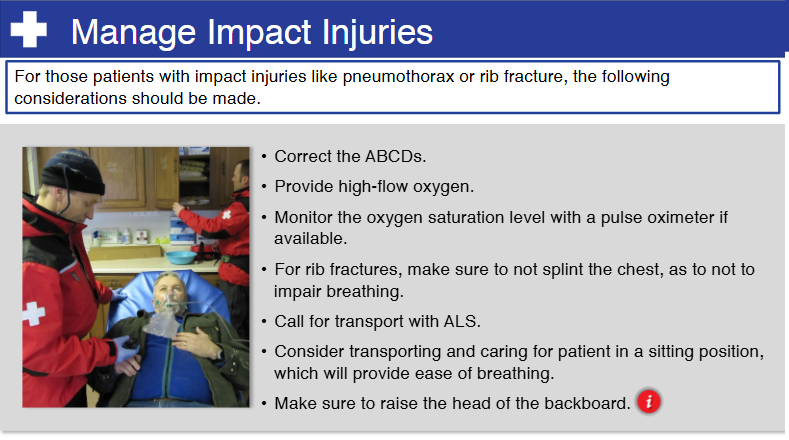 Manage Impact Injuries
For those patients with impact injuries like pneumothorax or rib fracture, the following
considerations should be made.
• Correct the ABCDs.
• Provide high-flow oxygen.
• Monitor the oxygen saturation level with a pulse oximeter if
available.
• For rib fractures, make sure to not splint the chest, as to not to
impair breathing.
• Call for transport with ALS.
• Consider transporting and caring for patient in a sitting position,
which will provide ease of breathing.
• Make sure to raise the head of the backboard. i